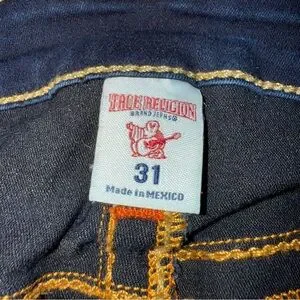 TRUE RELIGION
BRAND JEANS®
31
Made in MEXICO